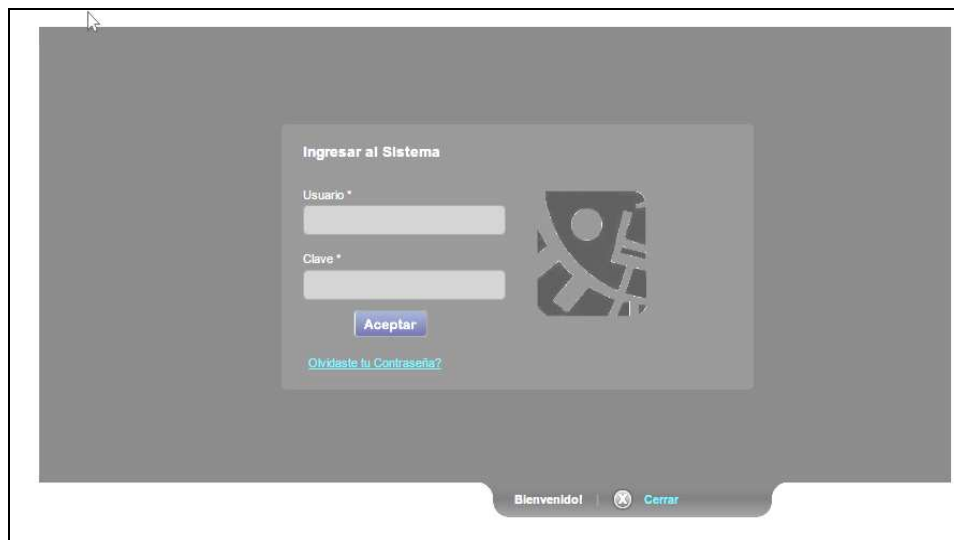 Ingresar al Sistema
Usuario *
Clave *
Aceptar
Olvidaste tu Contraseña?
Bienvenido! | X Cerrar